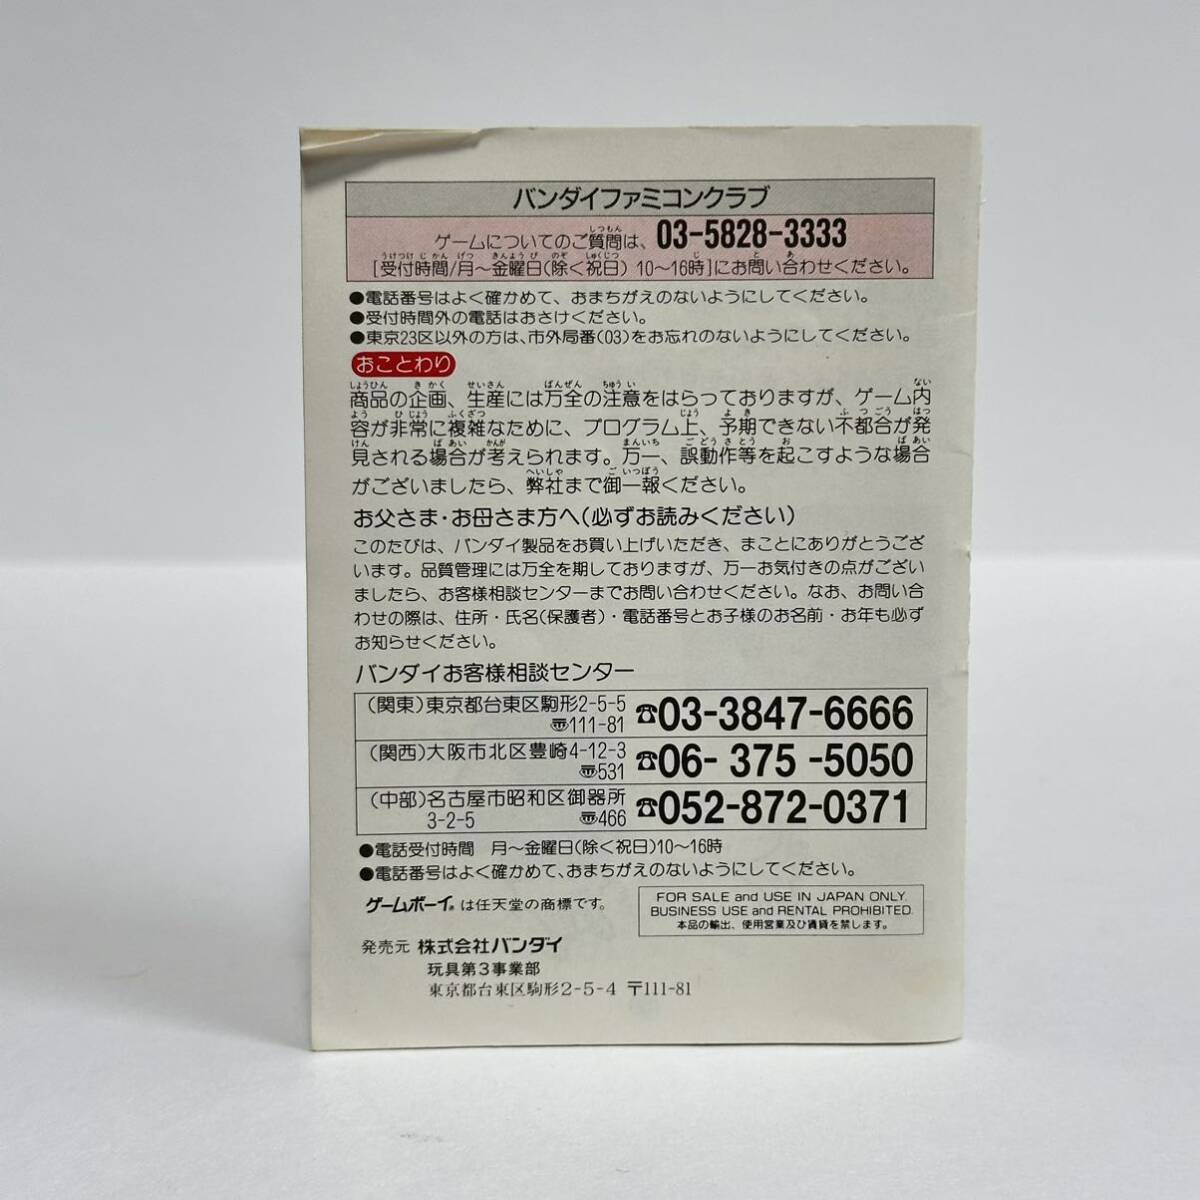 バンダイファミコンクラブ
ゲームについてのご質問は、 03-5828-3333
[受付時間/月〜金曜日(除く祝日) 10〜16時]にお問い合わせください。
●電話番号はよく確かめて、おまちがえのないようにしてください。
●受付時間外の電話はおさけください。
●東京23区以外の方は、市外局番(03)をお忘れのないようにしてください。
おことわり
商品の企画、生産には万全の注意をはらっておりますが、ゲーム内
容が非常に複雑なために、プログラム上、予期できない不都合が発
見される場合が考えられます。万一、誤動作等を起こすような場合
がございましたら、弊社まで御一報ください。
お父さま・お母さま方へ(必ずお読みください)
このたびは、バンダイ製品をお買い上げいただき、まことにありがとうござ
います。品質管理には万全を期しておりますが、万一お気付きの点がござい
ましたら、お客様相談センターまでお問い合わせください。なお、お問い合
わせの際は、住所・氏名(保護者)・電話番号とお子様のお名前・お年も必ず
お知らせください。
バンダイお客様相談センター
(関東)東京都台東区駒形2-5-5 〠111-81 ☎03-3847-6666
(関西)大阪市北区豊崎4-12-3 〠531 ☎06- 375 -5050
(中部)名古屋市昭和区御器所 3-2-5 〠466 ☎052-872-0371
●電話受付時間 月〜金曜日(除く祝日)10〜16時
●電話番号はよく確かめて、おまちがえのないようにしてください。
ゲームボーイ®は任天堂の商標です。
FOR SALE and USE IN JAPAN ONLY.
BUSINESS USE and RENTAL PROHIBITED.
本品の輸出、使用営業及び賃貸を禁じます。
発売元 株式会社バンダイ
玩具第3事業部
東京都台東区駒形2-5-4 〒111-81